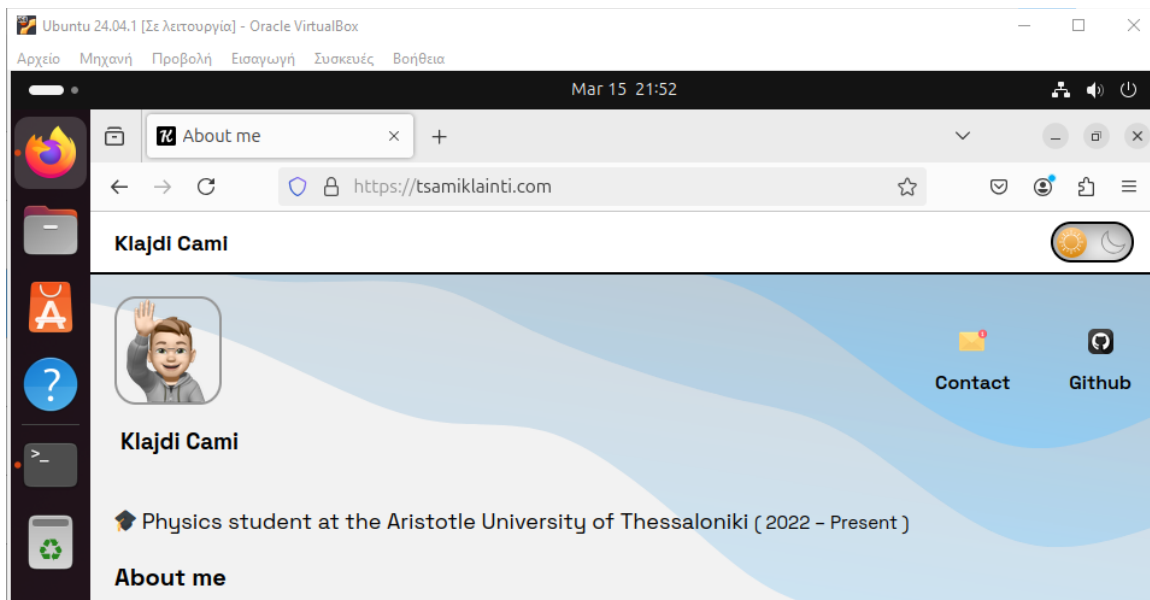 Ubuntu 24.04.1 [Σε λειτουργία] - Oracle VirtualBox
Αρχείο Μηχανή Προβολή Εισαγωγή Συσκευές Βοήθεια
Mar 15 21:52
K About me
https://tsamiklainti.com
Klajdi Cami
Contact Github
Klajdi Cami
Physics student at the Aristotle University of Thessaloniki ( 2022 – Present )
About me